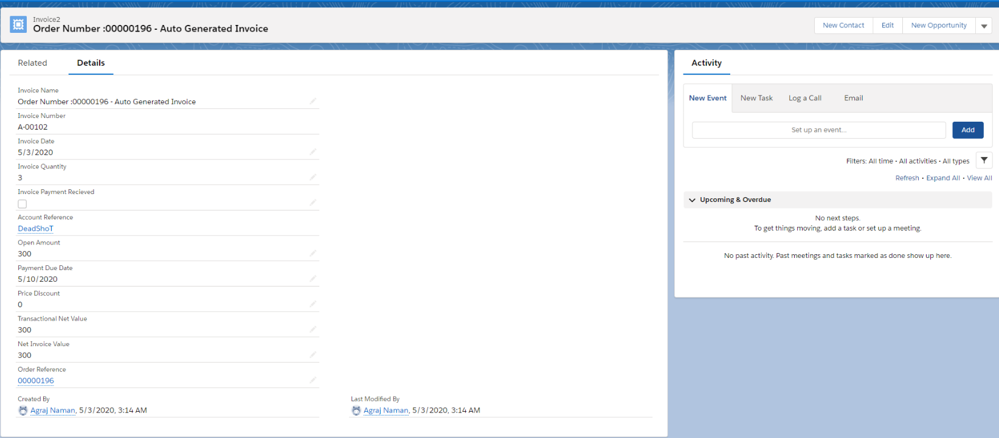 Invoice2
Order Number :00000196 - Auto Generated Invoice
New Contact
Edit
New Opportunity
Related
Details
Invoice Name
Order Number :00000196 - Auto Generated Invoice
Invoice Number
A-00102
Invoice Date
5/3/2020
Invoice Quantity
3
Invoice Payment Recieved
Account Reference
DeadShoT
Open Amount
300
Payment Due Date
5/10/2020
Price Discount
0
Transactional Net Value
300
Net Invoice Value
300
Order Reference
00000196
Created By
Agraj Naman, 5/3/2020, 3:14 AM
Last Modified By
Agraj Naman, 5/3/2020, 3:14 AM
Activity
New Event
New Task
Log a Call
Email
Set up an event...
Add
Filters: All time • All activities • All types
Refresh • Expand All • View All
Upcoming & Overdue
No next steps.
To get things moving, add a task or set up a meeting.
No past activity. Past meetings and tasks marked as done show up here.